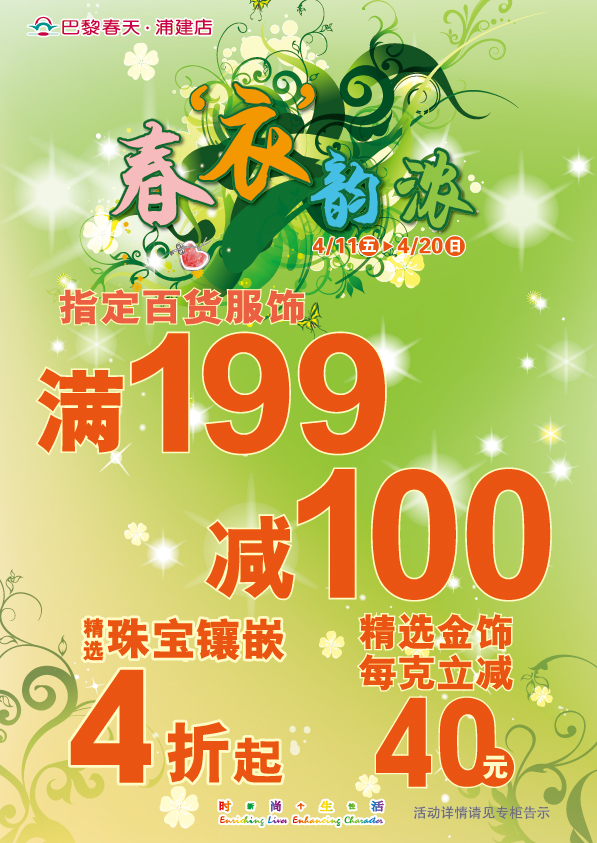 巴黎春天·浦建店
春‘衣’韵浓
4/11五▶4/20日
指定百货服饰
满199
减100
精选珠宝镶嵌
4折起
精选金饰
每克立减
40元
时新尚个生性活
Enriching Lives Enhancing Character
活动详情请见专柜告示